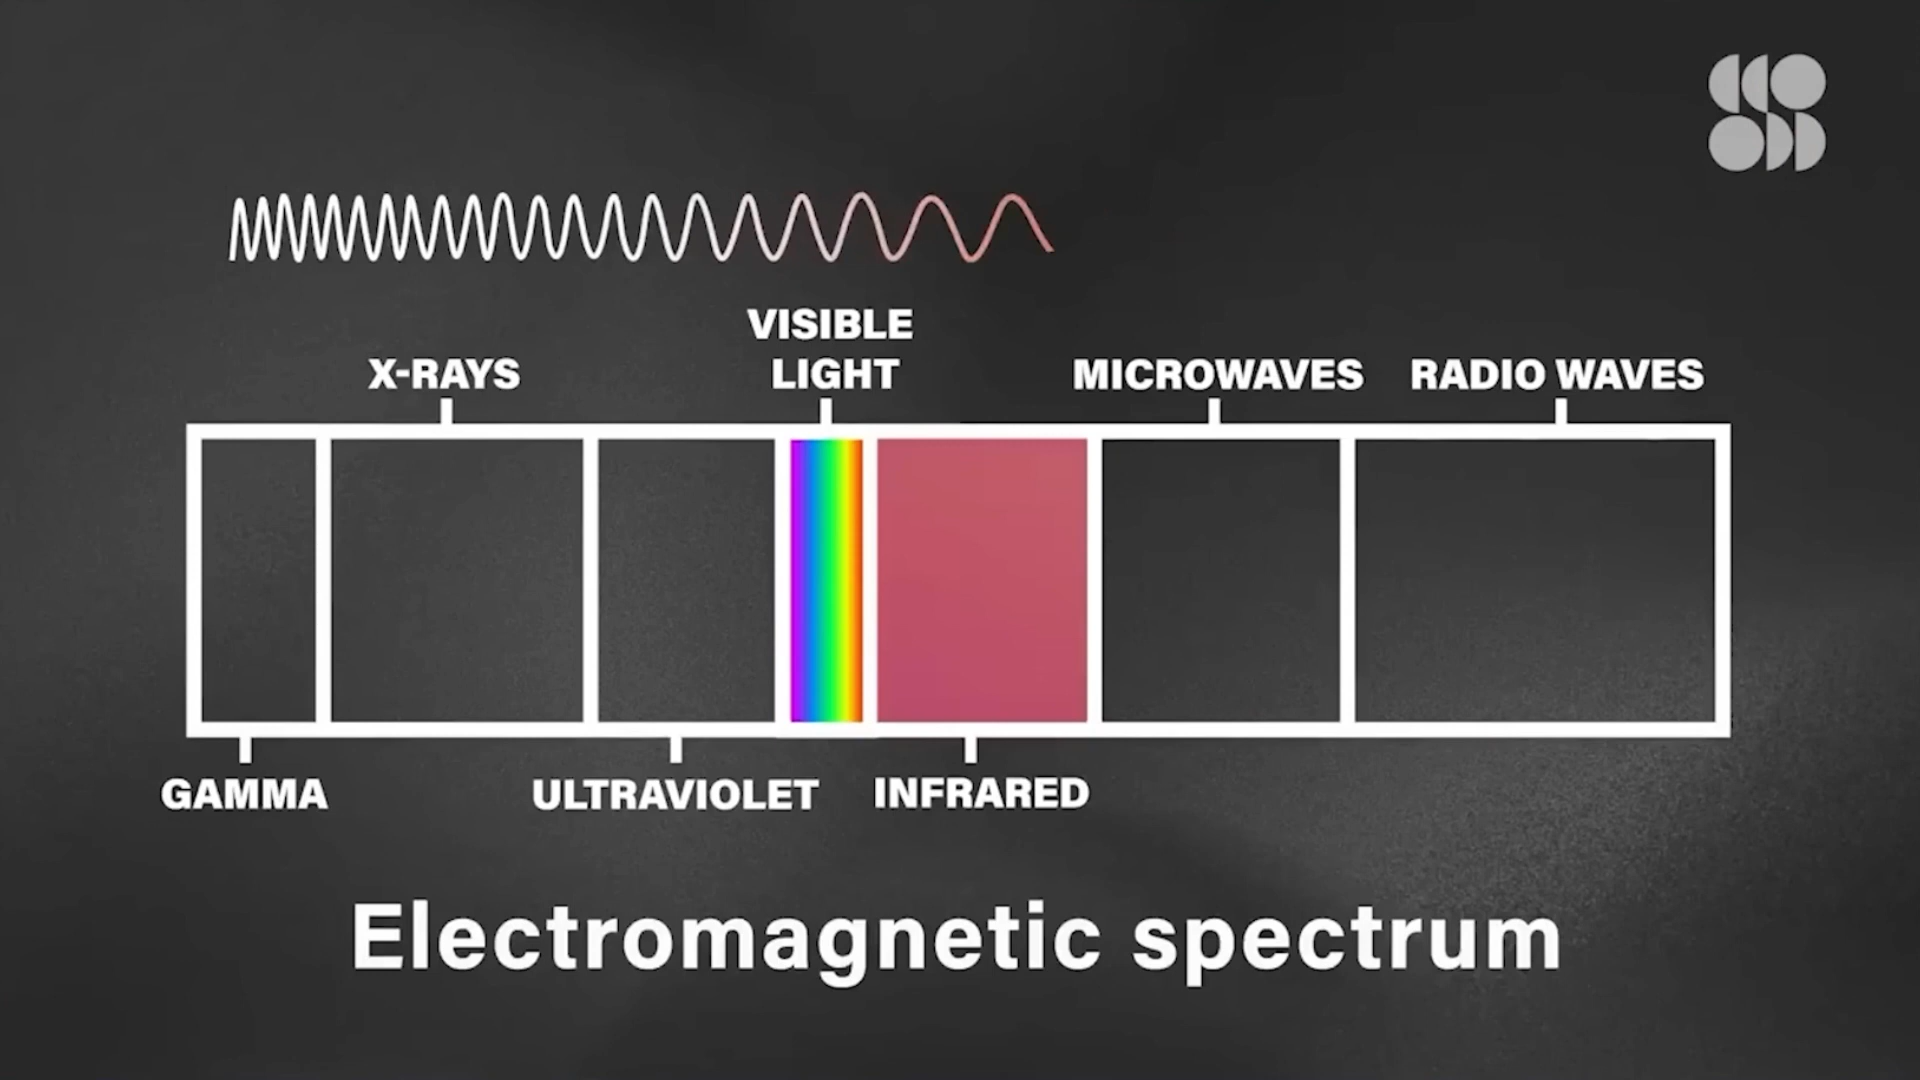 VISIBLE
LIGHT
X-RAYS
MICROWAVES
RADIO WAVES
GAMMA
ULTRAVIOLET
INFRARED
Electromagnetic spectrum